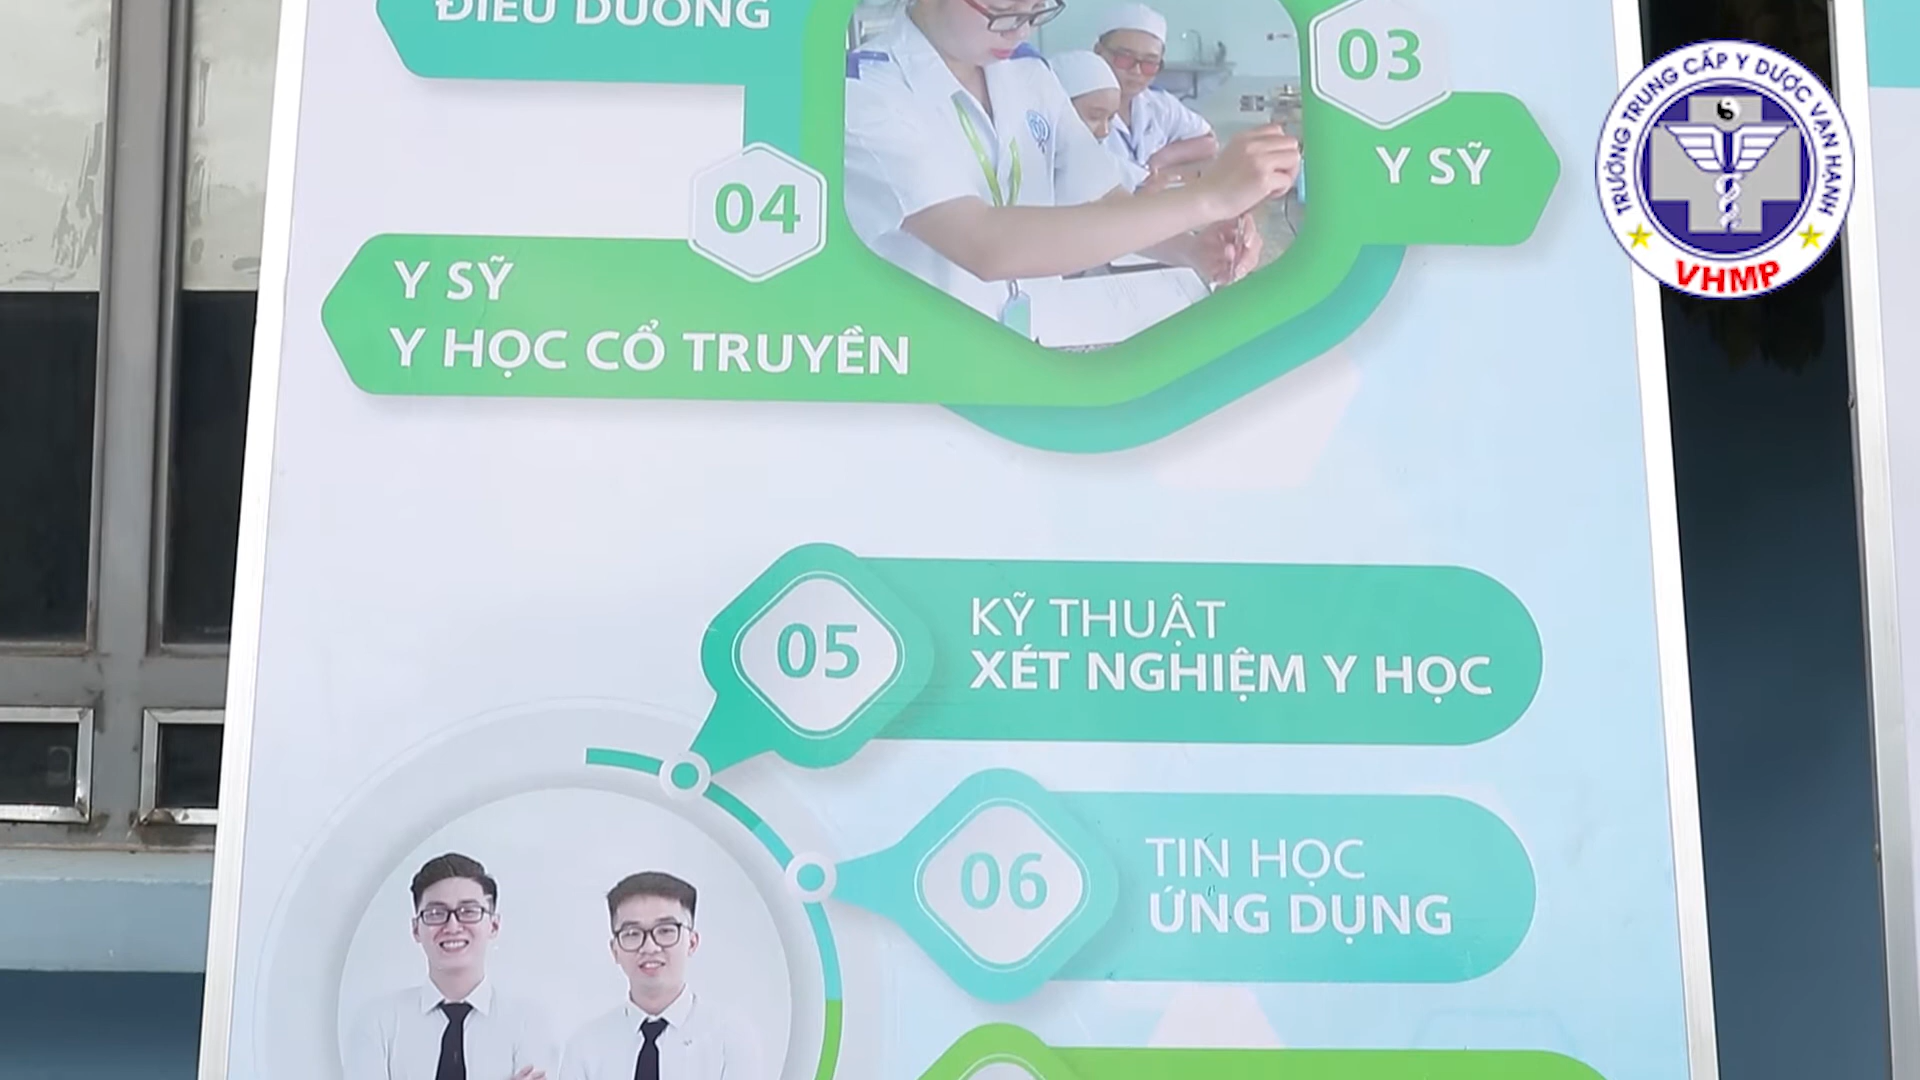 ĐIỀU DƯỠNG
03
Y SỸ
04
Y SỸ
Y HỌC CỔ TRUYỀN
05
KỸ THUẬT
XÉT NGHIỆM Y HỌC
06
TIN HỌC
ỨNG DỤNG
TRƯỜNG TRUNG CẤP Y DƯỢC VẠN HẠNH
VHMP